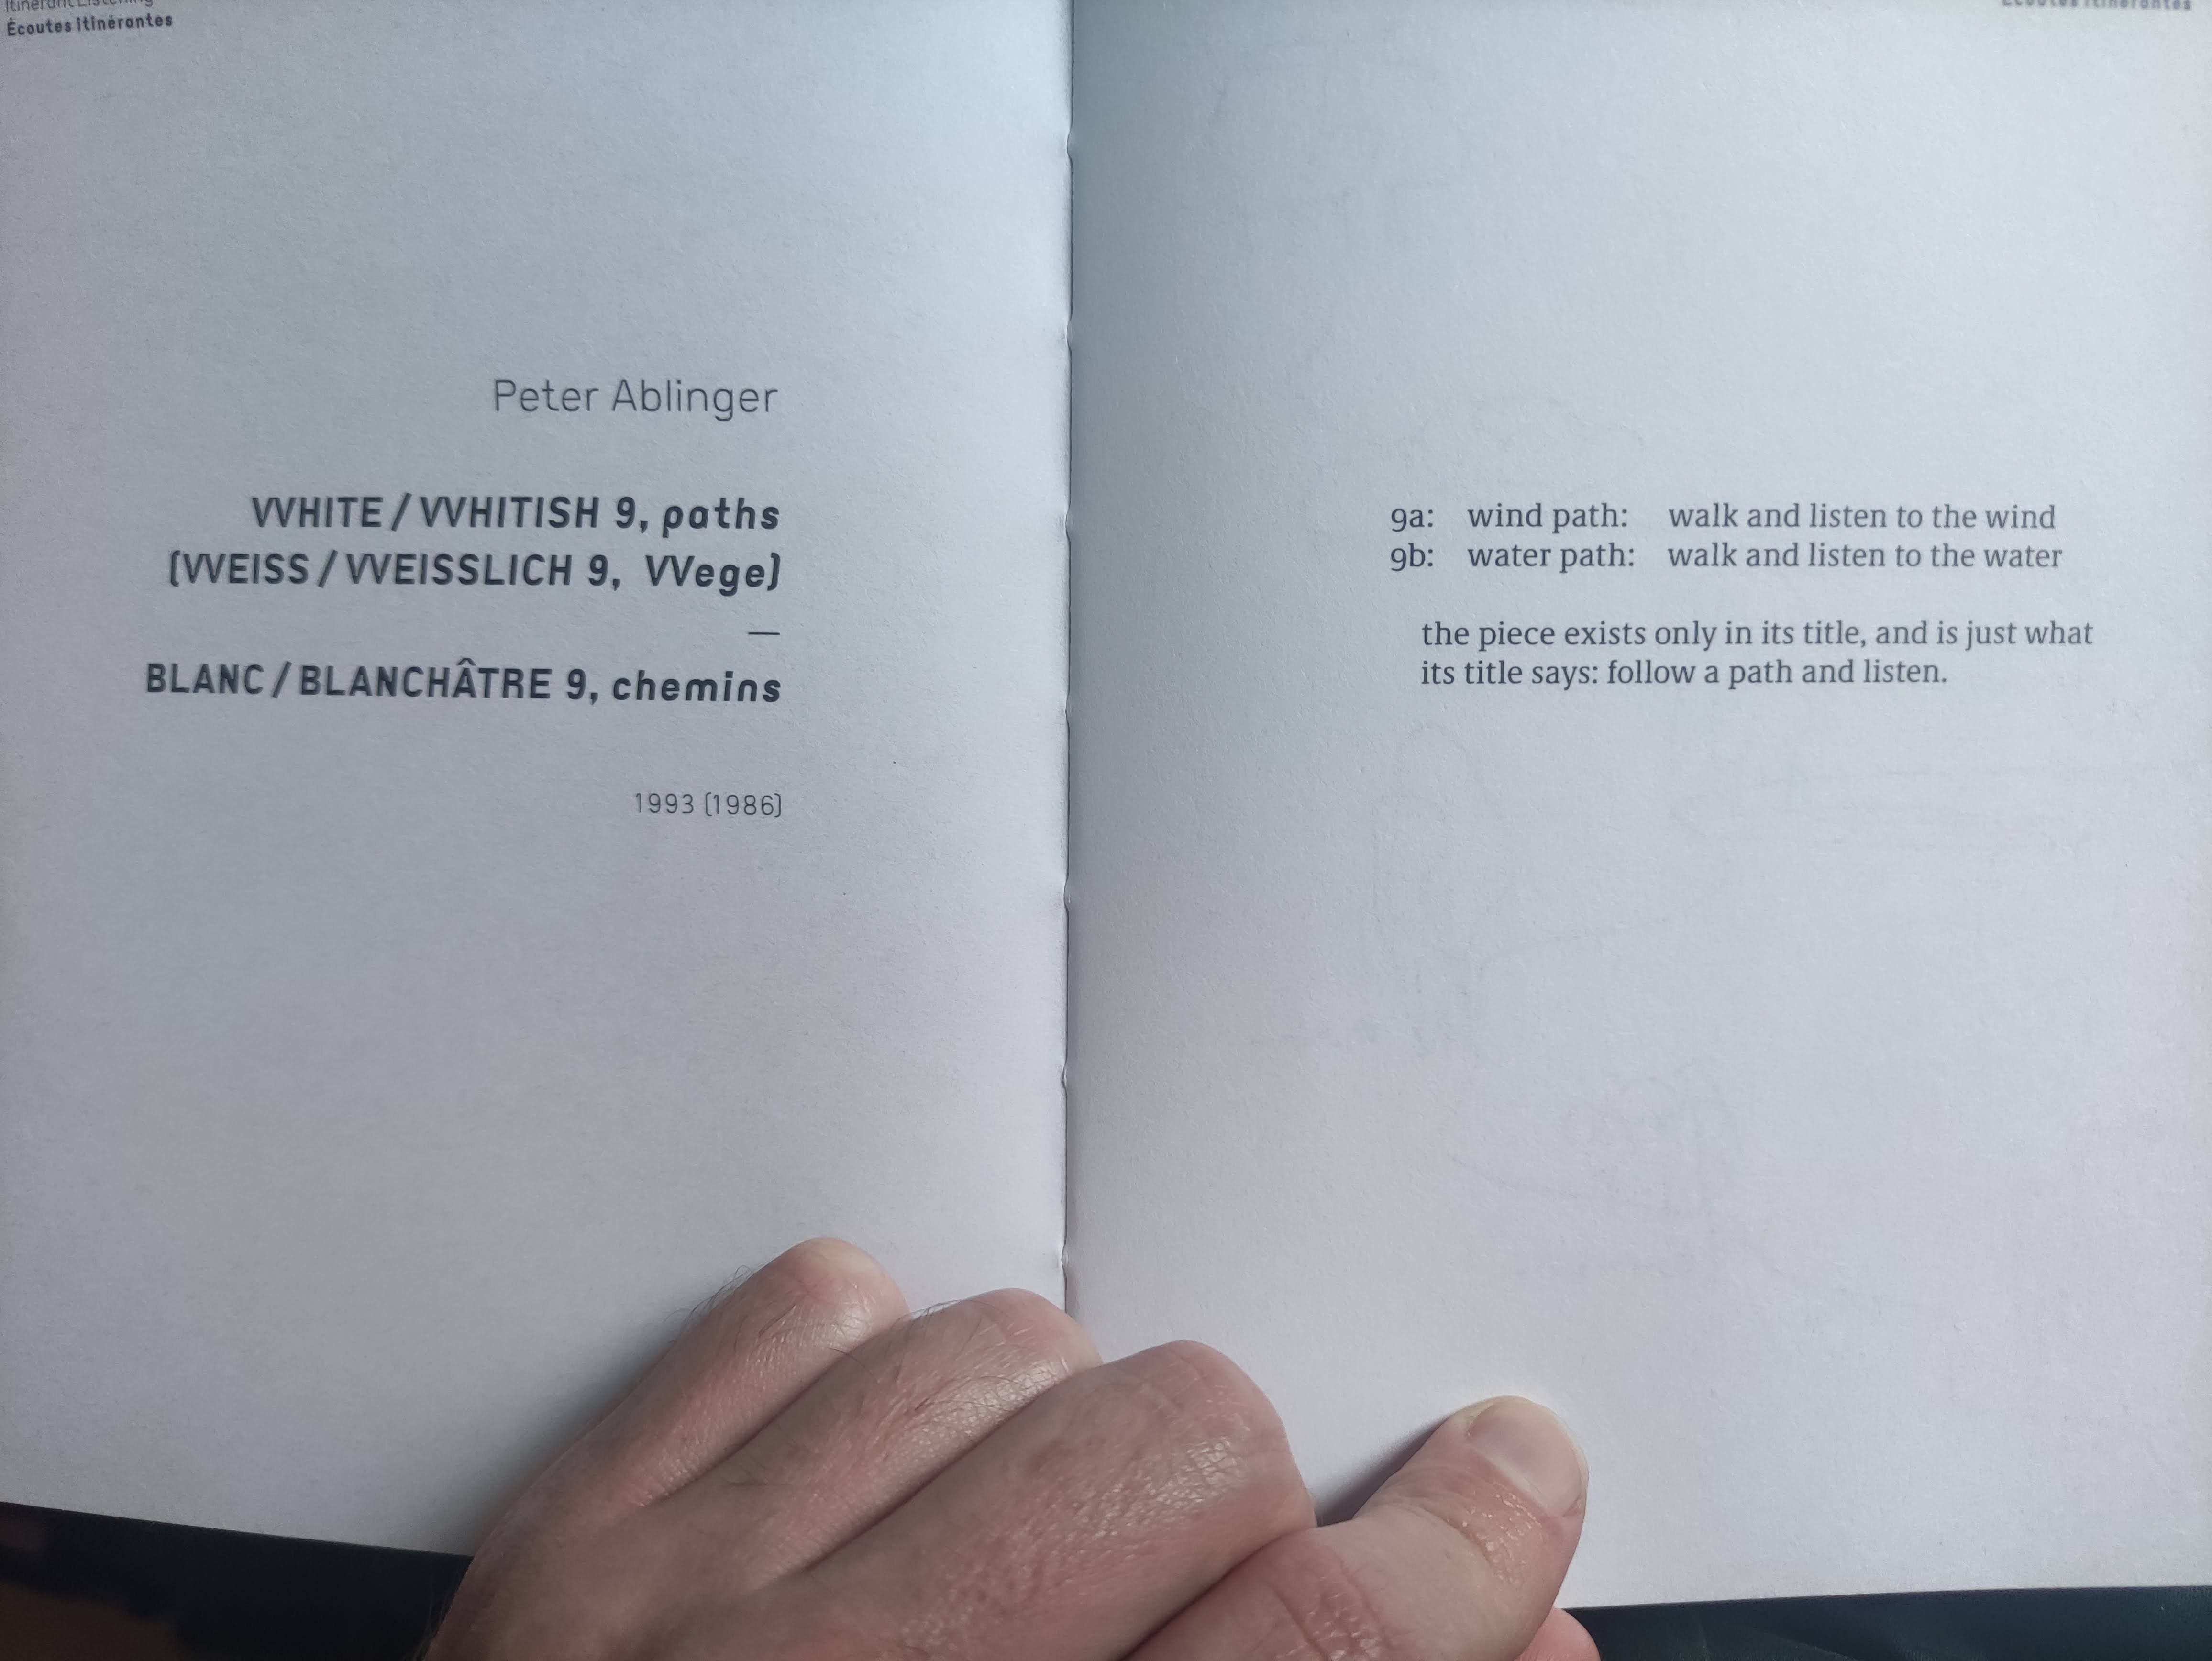 Itinerant Listening
Écoutes Itinérantes
Écoutes Itinérantes
Peter Ablinger
WHITE / WHITISH 9, paths
(WEISS / WEISSLICH 9, Wege)
—
BLANC / BLANCHÂTRE 9, chemins
1993 (1986)
9a: wind path: walk and listen to the wind
9b: water path: walk and listen to the water
the piece exists only in its title, and is just what
its title says: follow a path and listen.